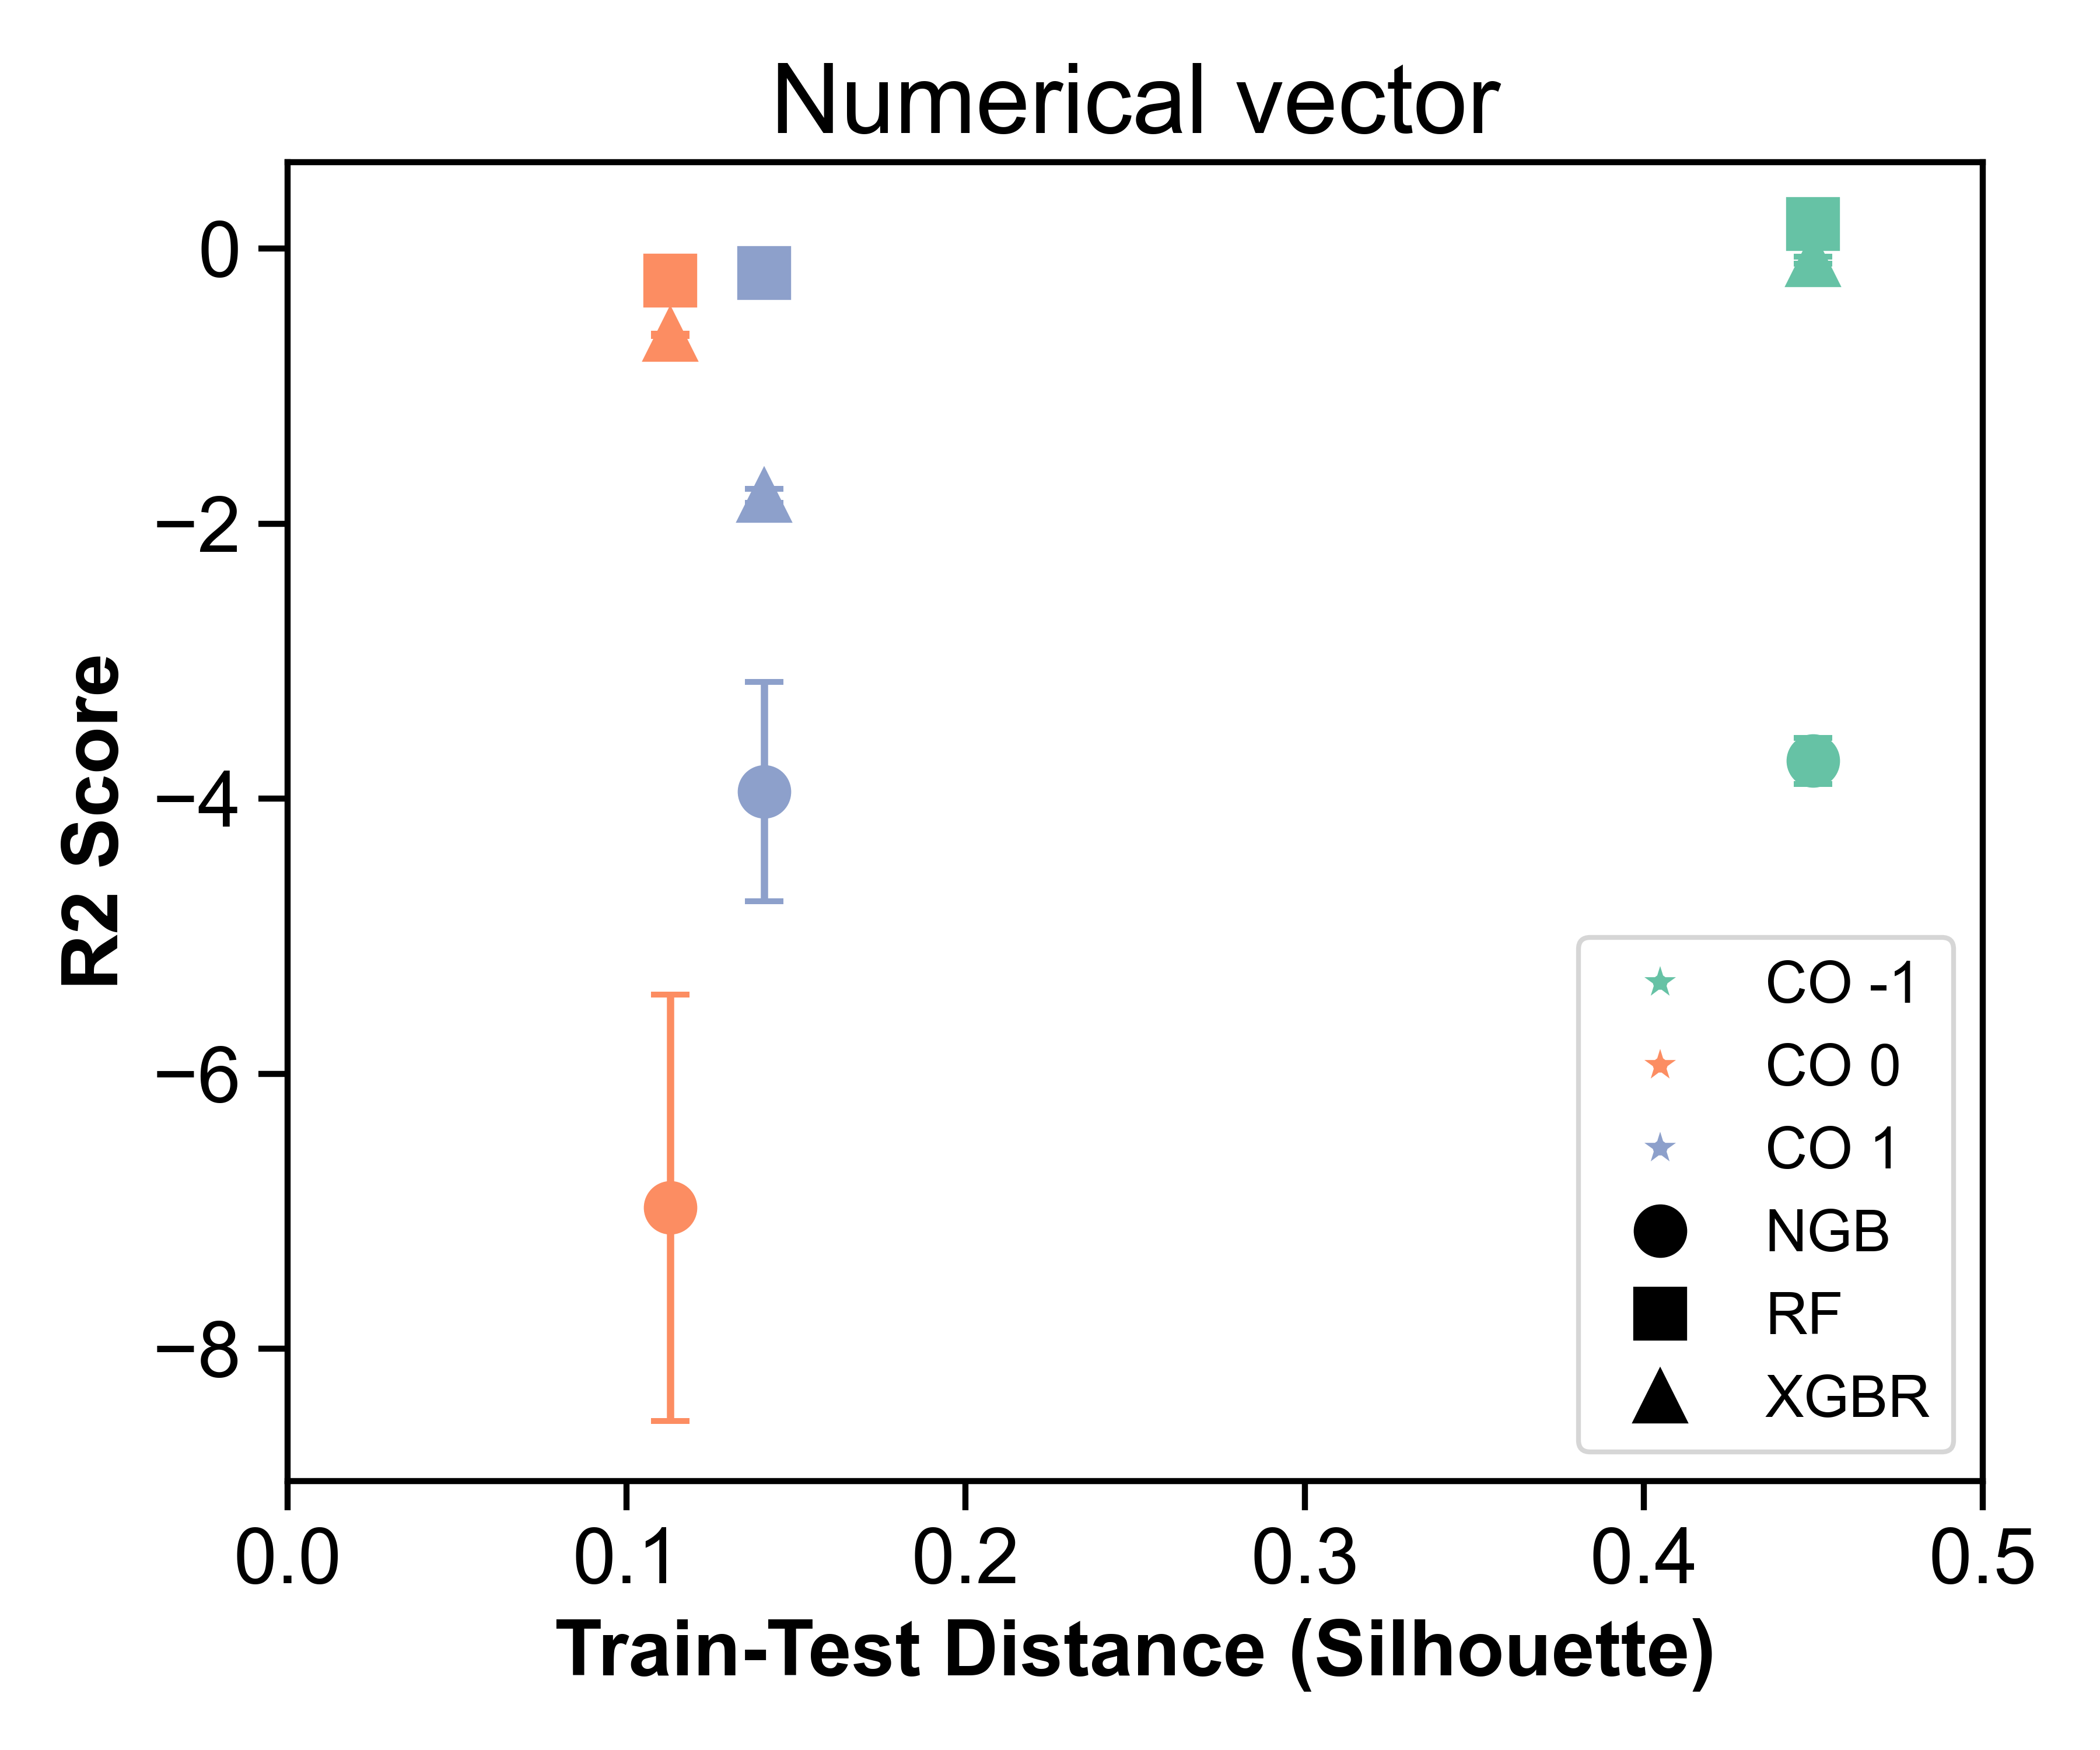 Numerical vector
R2 Score
0
−2
−4
−6
−8
CO -1
CO 0
CO 1
NGB
RF
XGBR
0.0 0.1 0.2 0.3 0.4 0.5
Train-Test Distance (Silhouette)